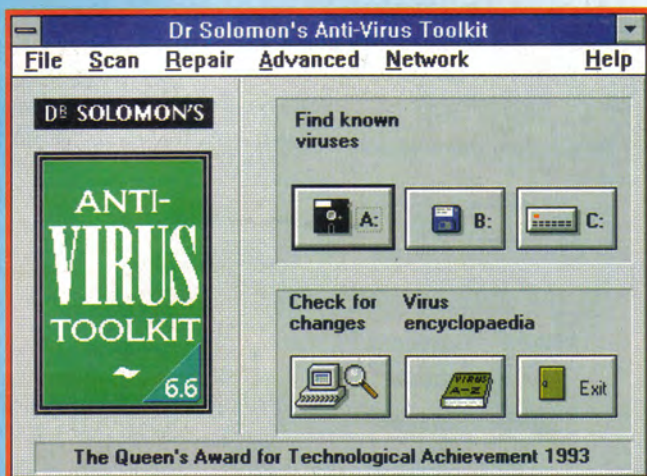 Dr Solomon's Anti-Virus Toolkit
File Scan Repair Advanced Network Help
DR SOLOMON'S
ANTI-
VIRUS
TOOLKIT
~
6.6
Find known
viruses
A: B: C:
Check for Virus
changes encyclopaedia
VIRUS
A-Z
Exit
The Queen's Award for Technological Achievement 1993